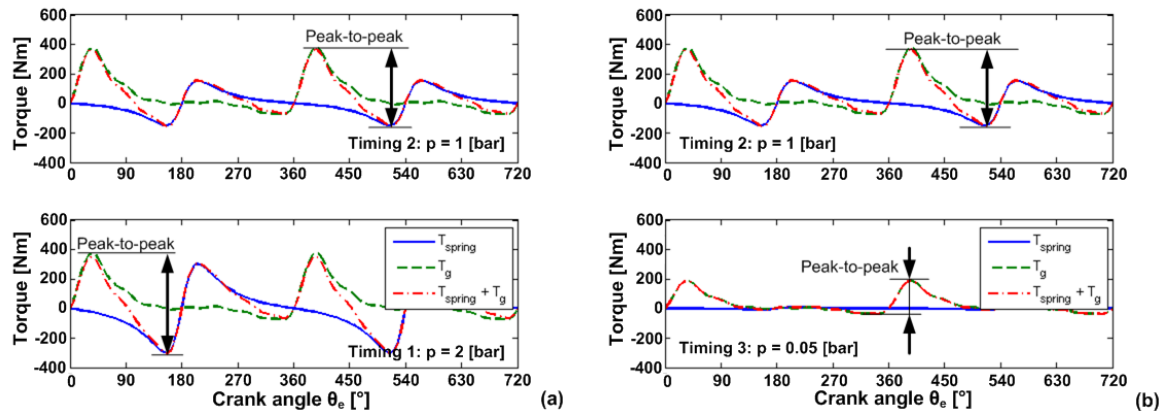 600
400
200
0
-200
-400
Torque [Nm]
Peak-to-peak
Timing 2: p = 1 [bar]
0 90 180 270 360 450 540 630 720
600
400
200
0
-200
-400
Torque [Nm]
Peak-to-peak
T spring
T g
T spring + T g
Timing 1: p = 2 [bar]
0 90 180 270 360 450 540 630 720
Crank angle θe [°]
(a)
600
400
200
0
-200
-400
Torque [Nm]
Peak-to-peak
Timing 2: p = 1 [bar]
0 90 180 270 360 450 540 630 720
600
400
200
0
-200
-400
Torque [Nm]
Peak-to-peak
T spring
T g
T spring + T g
Timing 3: p = 0.05 [bar]
0 90 180 270 360 450 540 630 720
Crank angle θe [°]
(b)